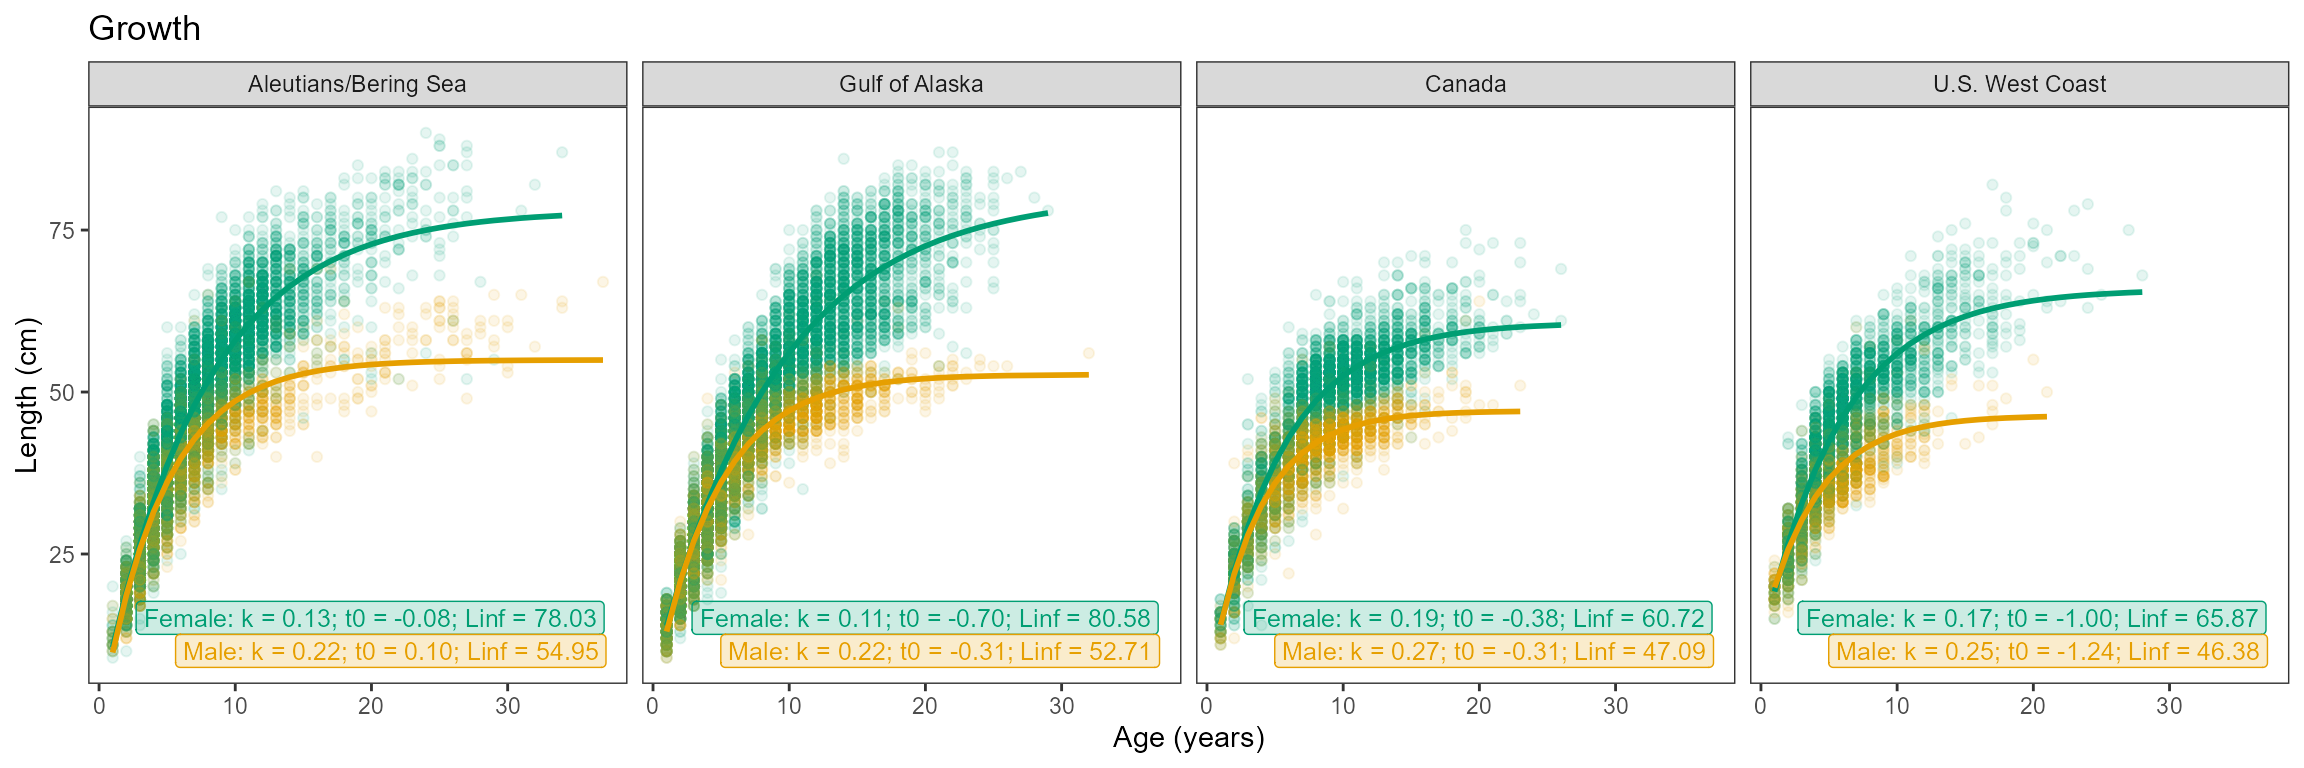 Growth
Aleutians/Bering Sea
Gulf of Alaska
Canada
U.S. West Coast
Length (cm)
75
50
25
Female: k = 0.13; t0 = -0.08; Linf = 78.03
Male: k = 0.22; t0 = 0.10; Linf = 54.95
Female: k = 0.11; t0 = -0.70; Linf = 80.58
Male: k = 0.22; t0 = -0.31; Linf = 52.71
Female: k = 0.19; t0 = -0.38; Linf = 60.72
Male: k = 0.27; t0 = -0.31; Linf = 47.09
Female: k = 0.17; t0 = -1.00; Linf = 65.87
Male: k = 0.25; t0 = -1.24; Linf = 46.38
0 10 20 30
0 10 20 30
0 10 20 30
0 10 20 30
Age (years)